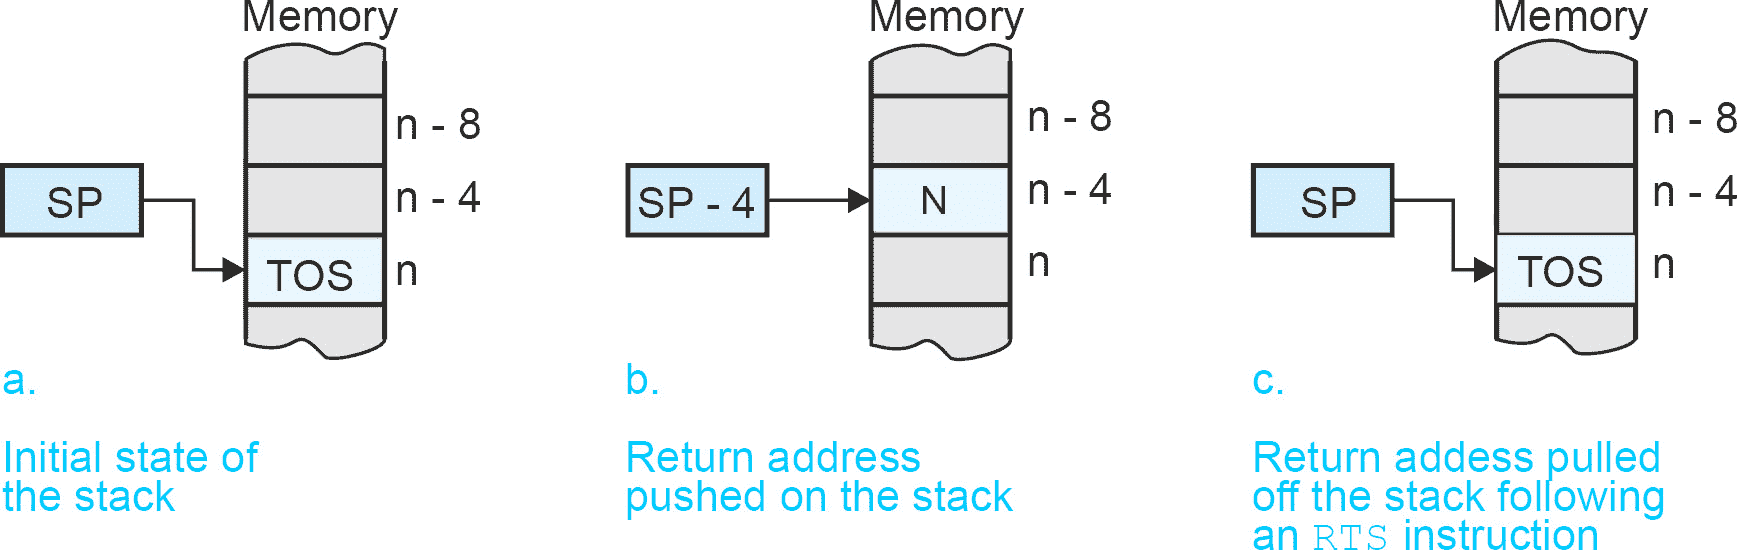 Memory
n - 8
SP
n - 4
TOS
n
a.
Initial state of
the stack
Memory
n - 8
SP - 4
N
n - 4
n
b.
Return address
pushed on the stack
Memory
n - 8
SP
n - 4
TOS
n
c.
Return addess pulled
off the stack following
an RTS instruction